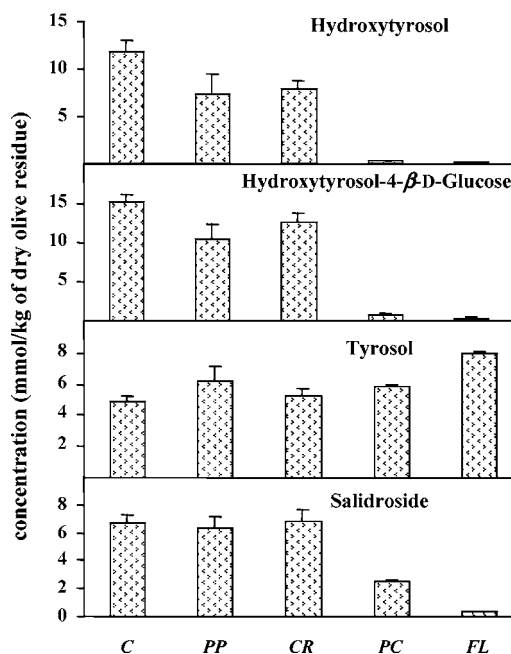 concentration (mmol/kg of dry olive residue)
Hydroxytyrosol
15
10
5
Hydroxytyrosol-4-β-D-Glucose
15
10
5
Tyrosol
8
6
4
2
Salidroside
8
6
4
2
0
C PP CR PC FL